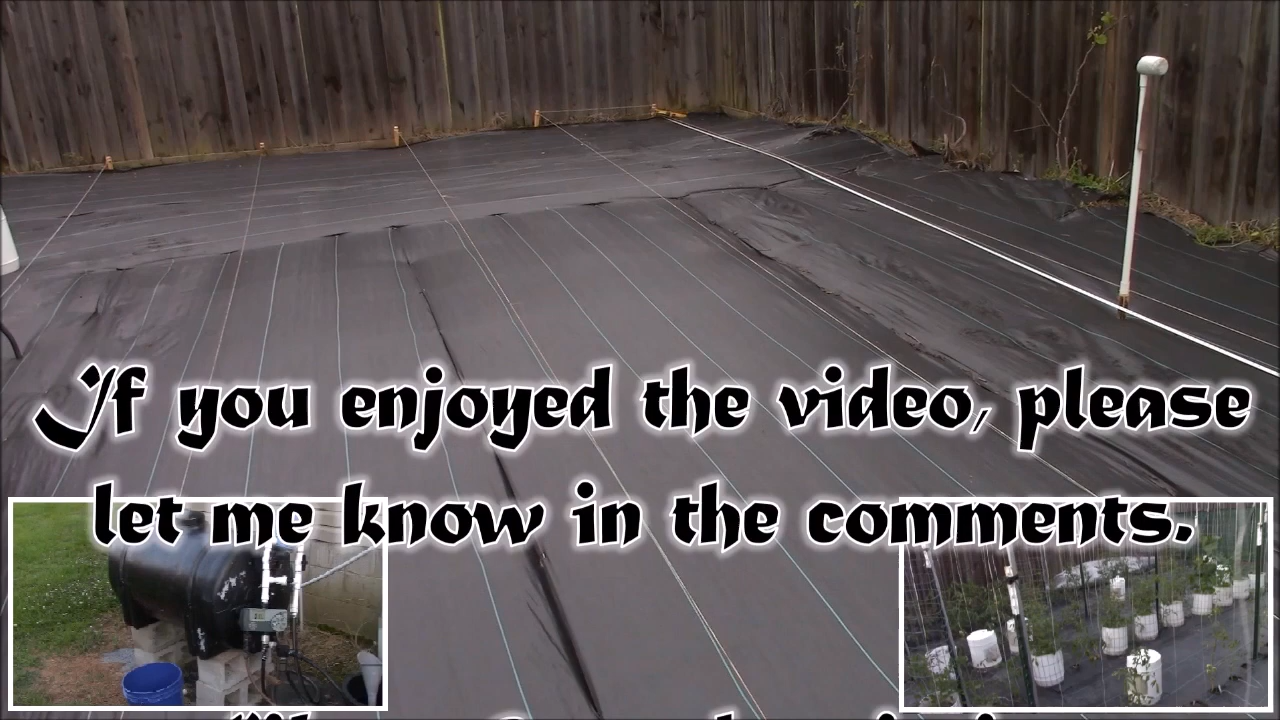 If you enjoyed the video, please
let me know in the comments.